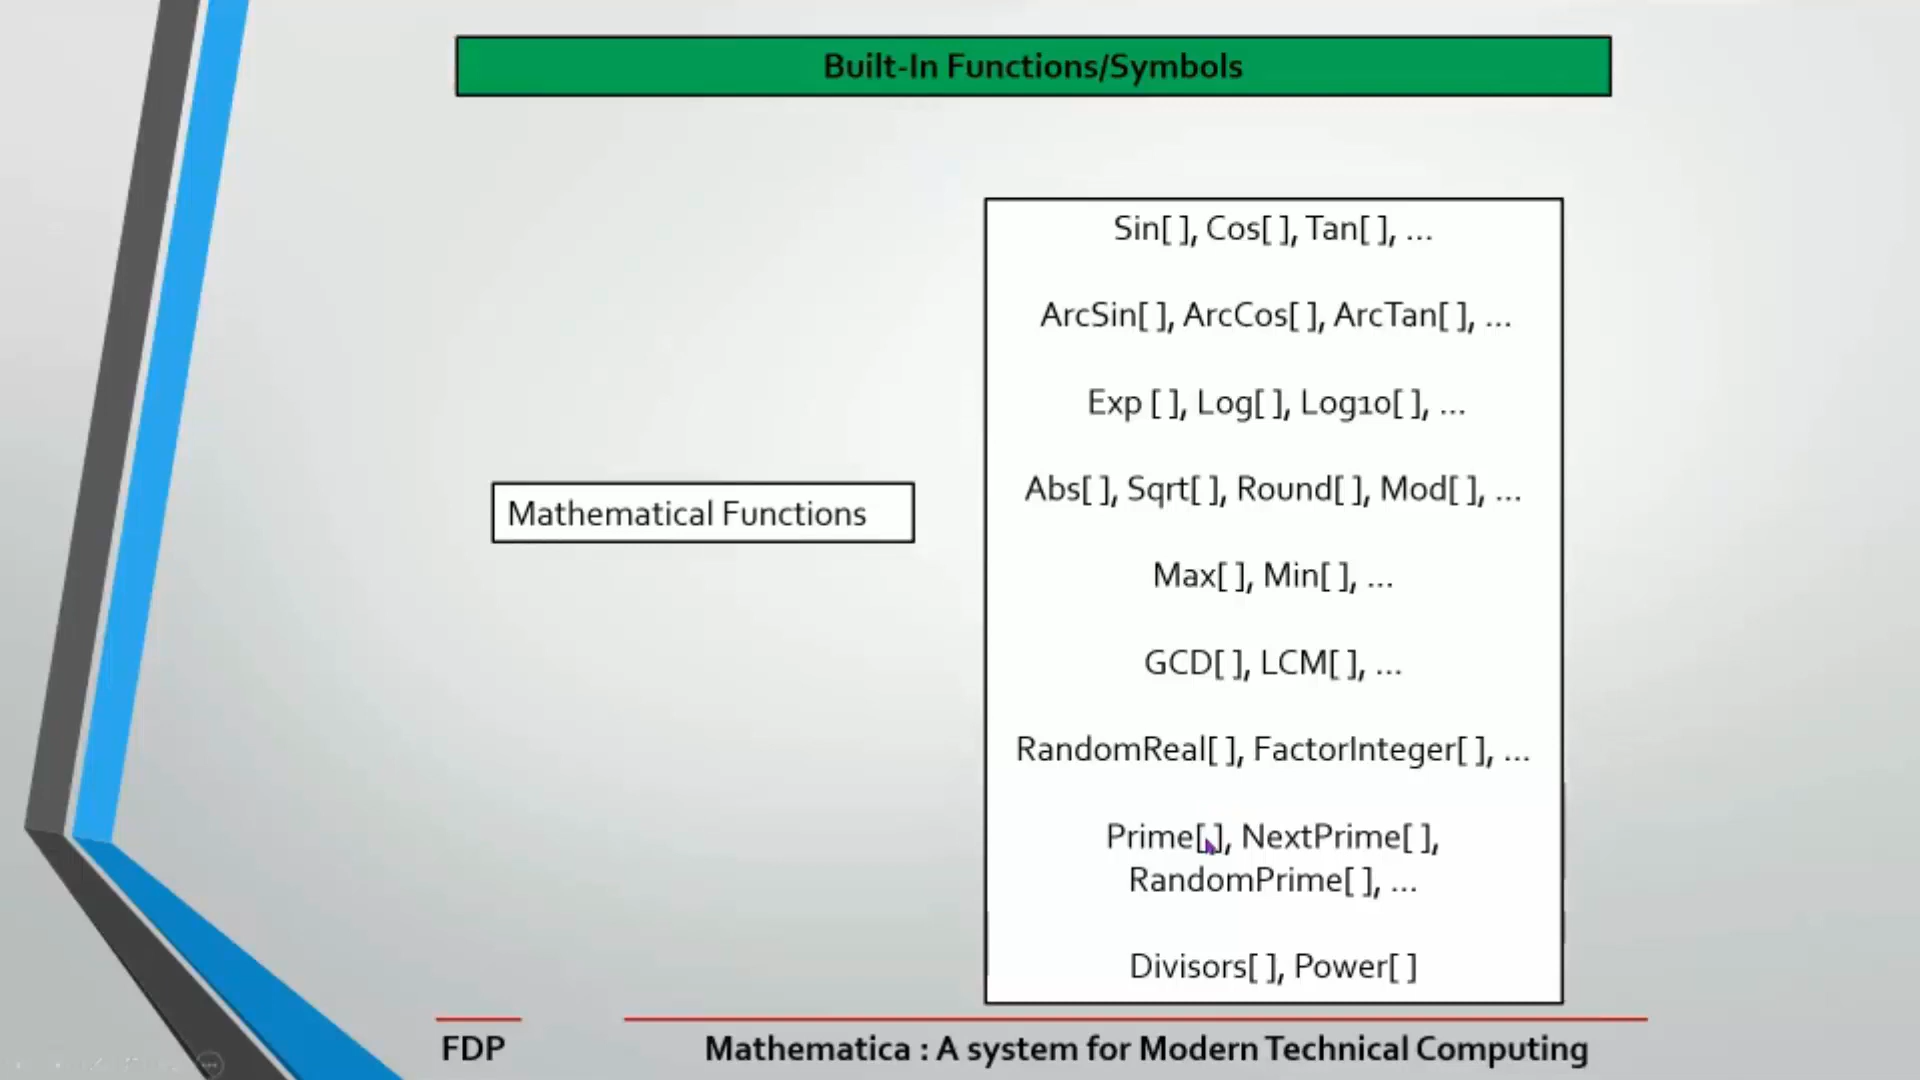 Built-In Functions/Symbols
Sin[ ], Cos[ ], Tan[ ], ...
ArcSin[ ], ArcCos[ ], ArcTan[ ], ...
Exp [ ], Log[ ], Log10[ ], ...
Abs[ ], Sqrt[ ], Round[ ], Mod[ ], ...
Mathematical Functions
Max[ ], Min[ ], ...
GCD[ ], LCM[ ], ...
RandomReal[ ], FactorInteger[ ], ...
Prime[ ], NextPrime[ ],
RandomPrime[ ], ...
Divisors[ ], Power[ ]
FDP
Mathematica : A system for Modern Technical Computing